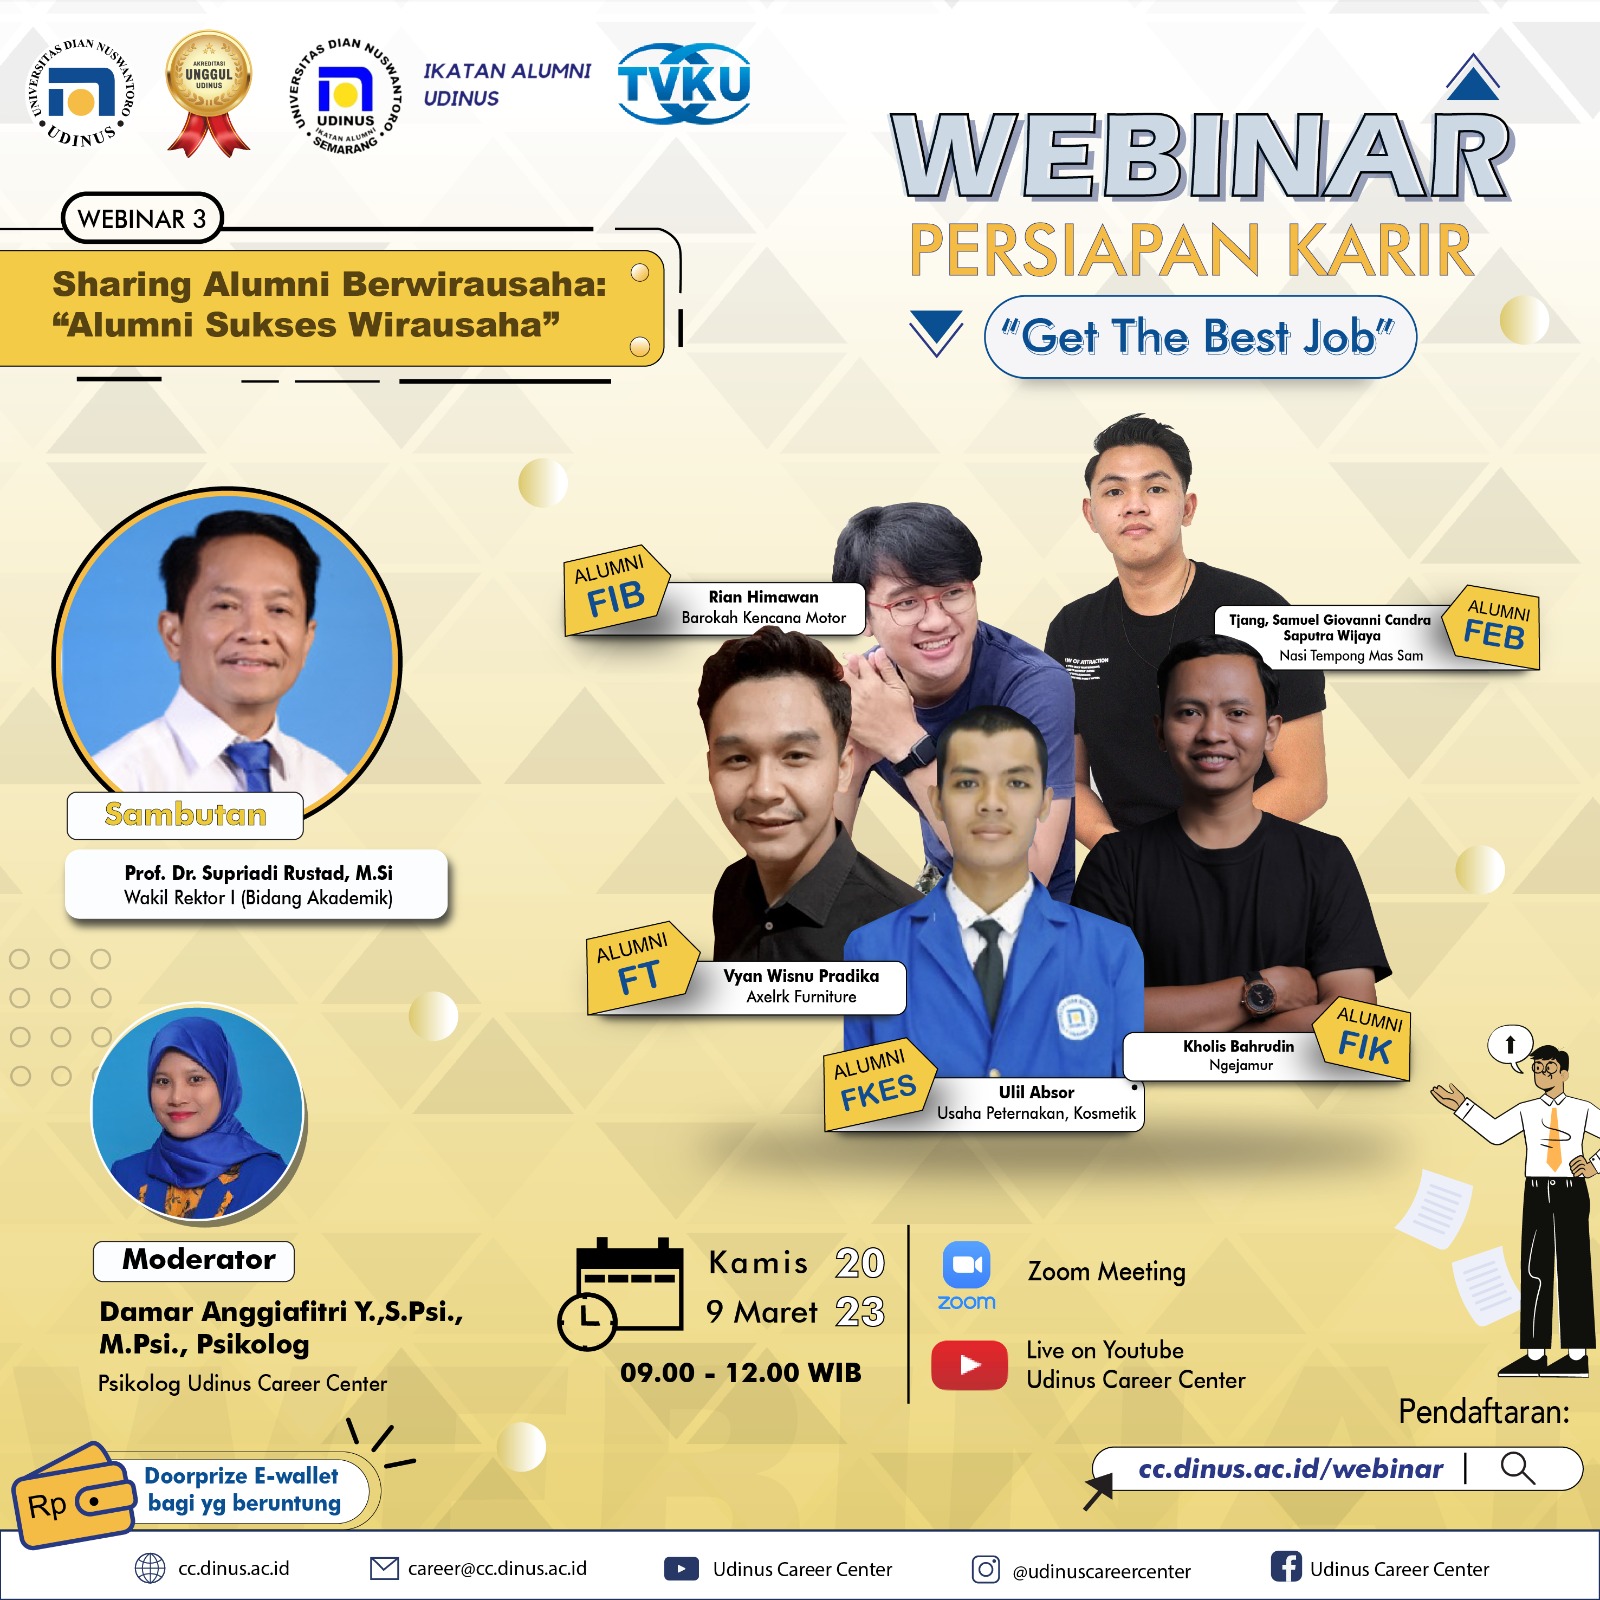 UNIVERSITAS DIAN NUSWANTORO
UDINUS
AKREDITASI
UNGGUL
UDINUS
UNIVERSITAS DIAN NUSWANTORO
UDINUS
IKATAN ALUMNI
SEMARANG
IKATAN ALUMNI
UDINUS
TVKU
WEBINAR
PERSIAPAN KARIR
“Get The Best Job”
WEBINAR 3
Sharing Alumni Berwirausaha:
“Alumni Sukses Wirausaha”
Sambutan
Prof. Dr. Supriadi Rustad, M.Si
Wakil Rektor I (Bidang Akademik)
ALUMNI
FIB
Rian Himawan
Barokah Kencana Motor
ALUMNI
FEB
Tjang, Samuel Giovanni Candra
Saputra Wijaya
Nasi Tempong Mas Sam
ALUMNI
FT
Vyan Wisnu Pradika
Axelrk Furniture
ALUMNI
FIK
Kholis Bahrudin
Ngejamur
ALUMNI
FKES
Ulil Absor
Usaha Peternakan, Kosmetik
Moderator
Damar Anggiafitri Y.,S.Psi.,
M.Psi., Psikolog
Psikolog Udinus Career Center
Kamis 20
9 Maret 23
09.00 - 12.00 WIB
zoom
Zoom Meeting
Live on Youtube
Udinus Career Center
Pendaftaran:
cc.dinus.ac.id/webinar
Rp
Doorprize E-wallet
bagi yg beruntung
cc.dinus.ac.id
career@cc.dinus.ac.id
Udinus Career Center
@udinuscareercenter
Udinus Career Center